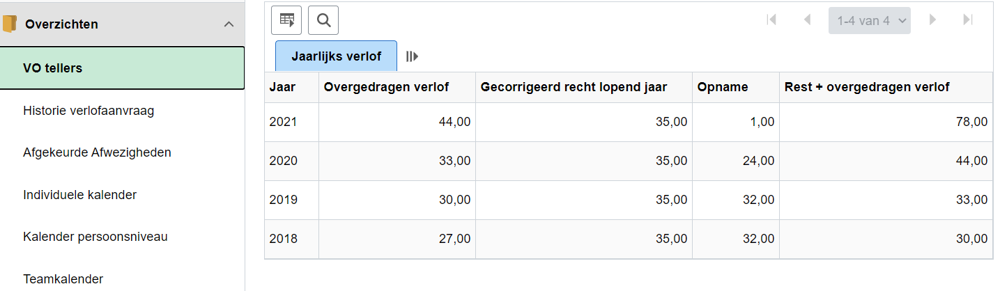 Overzichten
VO tellers
Historie verlofaanvraag
Afgekeurde Afwezigheden
Individuele kalender
Kalender persoonsniveau
Teamkalender
1-4 van 4
Jaarlijks verlof
Jaar Overgedragen verlof Gecorrigeerd recht lopend jaar Opname Rest + overgedragen verlof
2021 44,00 35,00 1,00 78,00
2020 33,00 35,00 24,00 44,00
2019 30,00 35,00 32,00 33,00
2018 27,00 35,00 32,00 30,00